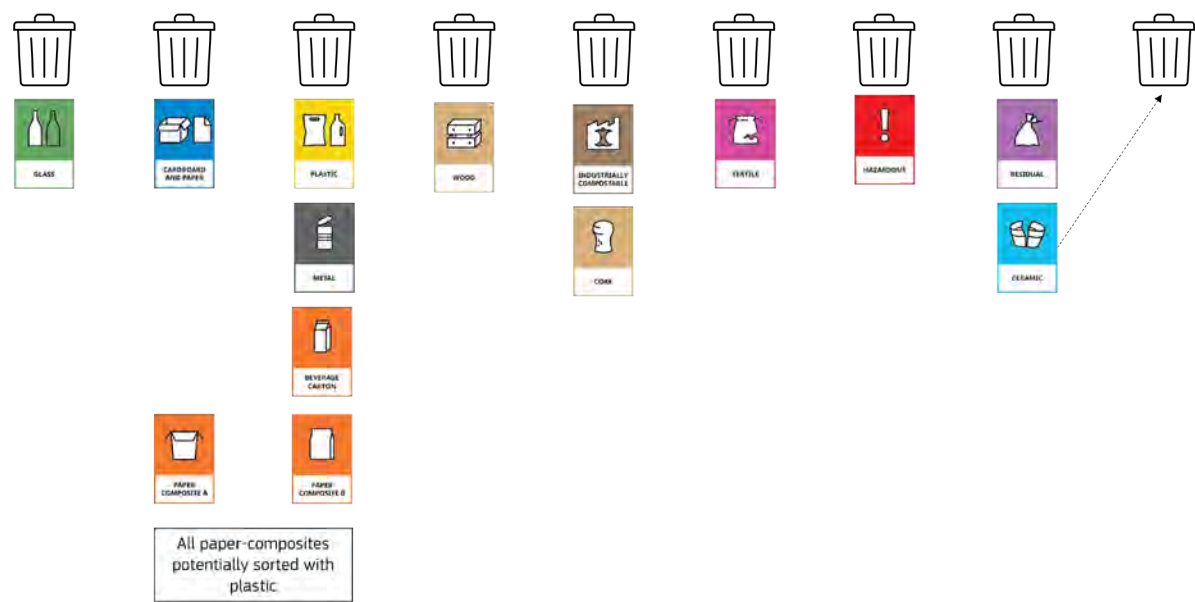 GLASS
CARDBOARD
AND PAPER
PLASTIC
WOOD
INDUSTRIALLY
COMPOSTABLE
TEXTILE
HAZARDOUS
RESIDUAL
METAL
CORK
CERAMIC
BEVERAGE
CARTON
PAPER
COMPOSITE A
PAPER
COMPOSITE B
All paper-composites
potentially sorted with
plastic